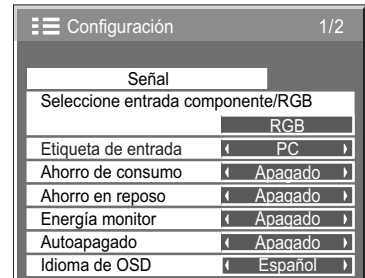 Configuración 1/2
Señal
Seleccione entrada componente/RGB
RGB
Etiqueta de entrada PC
Ahorro de consumo Apagado
Ahorro en reposo Apagado
Energía monitor Apagado
Autoapagado Apagado
Idioma de OSD Español